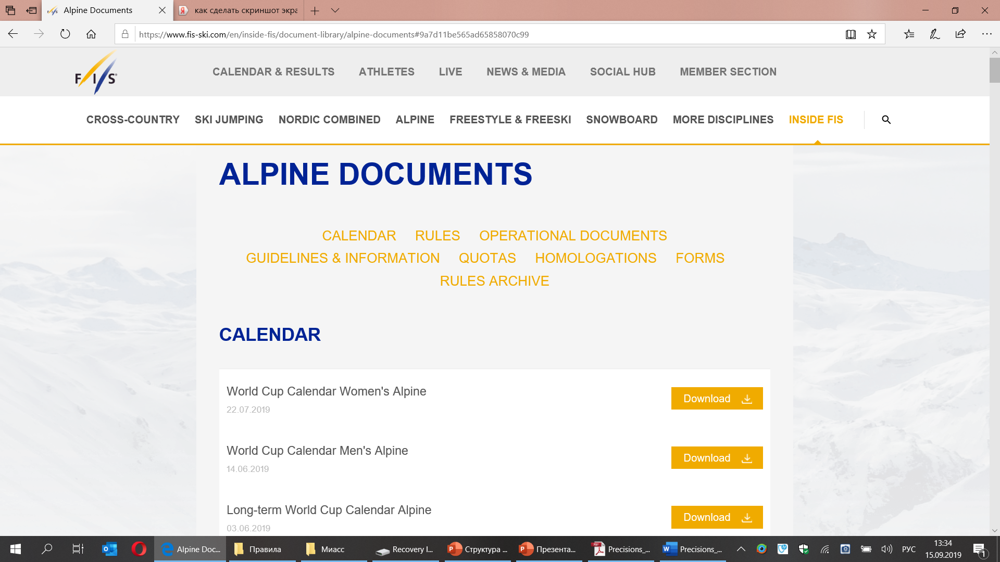 Alpine Documents
как сделать скриншот экра
https://www.fis-ski.com/en/inside-fis/document-library/alpine-documents#9a7d11be565ad65858070c99
FIS
CALENDAR & RESULTS ATHLETES LIVE NEWS & MEDIA SOCIAL HUB MEMBER SECTION
CROSS-COUNTRY SKI JUMPING NORDIC COMBINED ALPINE FREESTYLE & FREESKI SNOWBOARD MORE DISCIPLINES INSIDE FIS
ALPINE DOCUMENTS
CALENDAR RULES OPERATIONAL DOCUMENTS
GUIDELINES & INFORMATION QUOTAS HOMOLOGATIONS FORMS
RULES ARCHIVE
CALENDAR
World Cup Calendar Women's Alpine
22.07.2019
Download
World Cup Calendar Men's Alpine
14.06.2019
Download
Long-term World Cup Calendar Alpine
03.06.2019
Download
Alpine Doc... Правила Миасс Recovery I... Структура ... Презента... Precisions_... Precisions_... РУС
13:34
15.09.2019
1